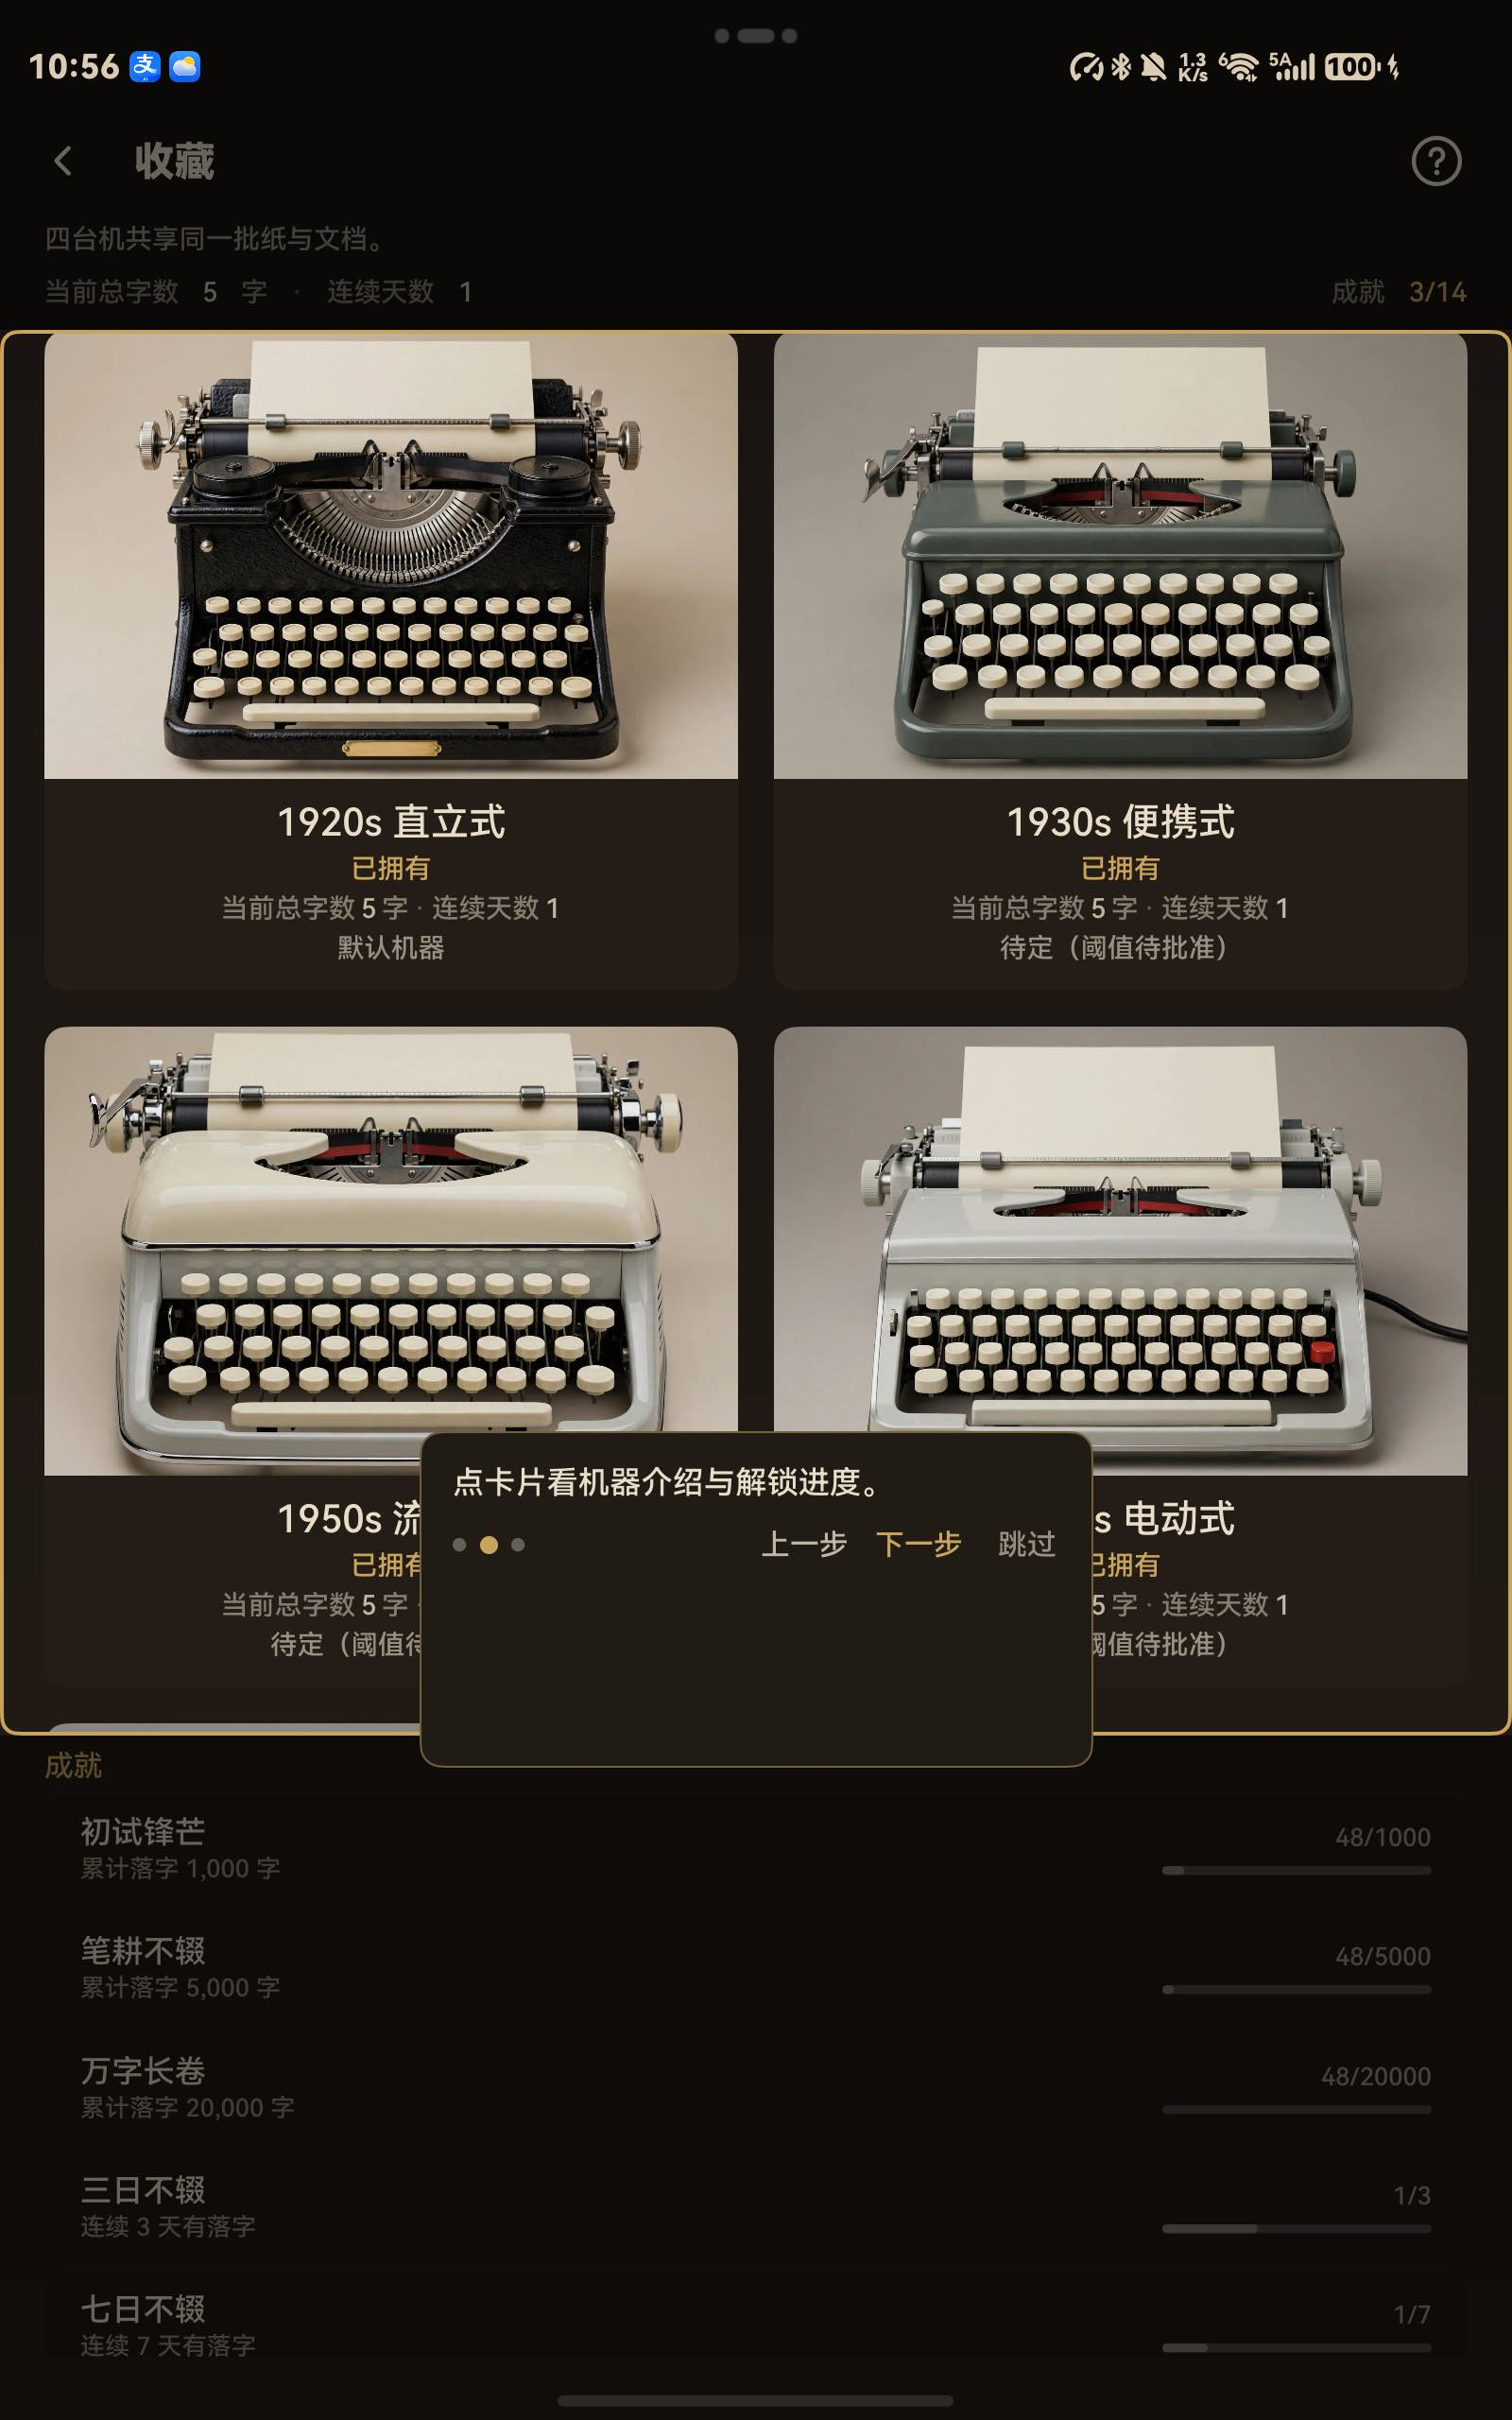 10:56
1.3
K/s
6
5A
100
收藏
四台机共享同一批纸与文档。
当前总字数 5 字 · 连续天数 1
成就 3/14
1920s 直立式
已拥有
当前总字数 5 字 · 连续天数 1
默认机器
1930s 便携式
已拥有
当前总字数 5 字 · 连续天数 1
待定（阈值待批准）
1950s 流
已拥有
当前总字数 5 字 ·
待定（阈值待
s 电动式
已拥有
5 字 · 连续天数 1
阈值待批准）
点卡片看机器介绍与解锁进度。
上一步 下一步 跳过
成就
初试锋芒
累计落字 1,000 字
48/1000
笔耕不辍
累计落字 5,000 字
48/5000
万字长卷
累计落字 20,000 字
48/20000
三日不辍
连续 3 天有落字
1/3
七日不辍
连续 7 天有落字
1/7